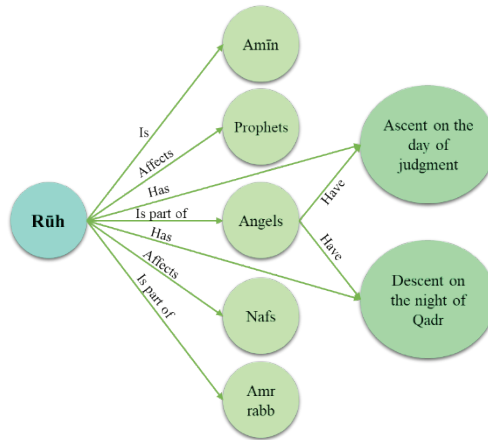 Amīn
Is
Prophets
Affects
Ascent on the
day of
judgment
Has
Rūh
Is part of
Angels
Have
Has
Have
Affects
Descent on
the night of
Qadr
Is part of
Nafs
Amr
rabb